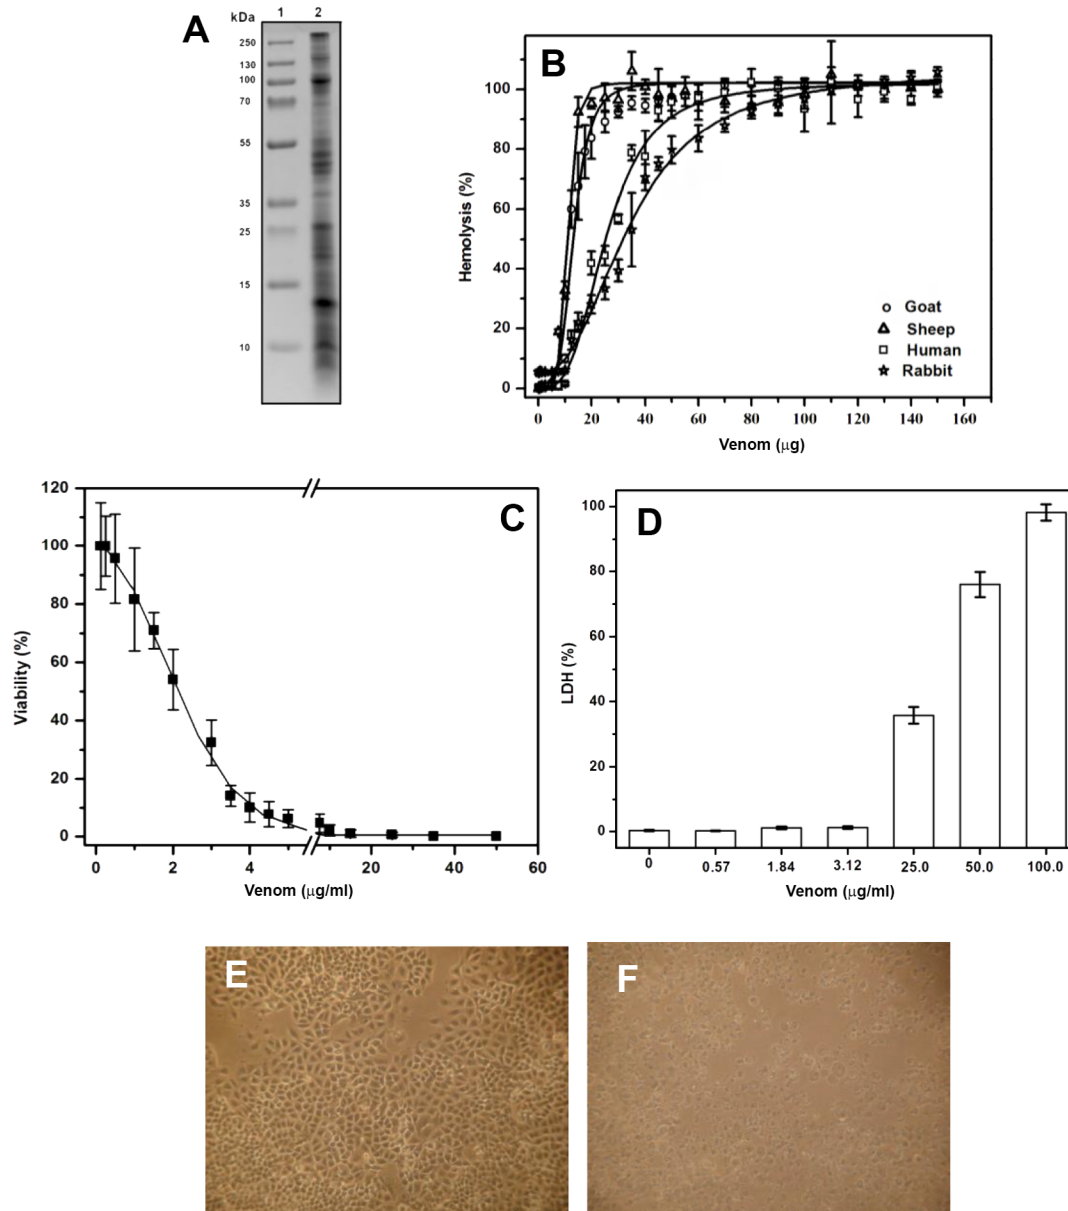 A
kDa
1 2
250
130
100
70
55
35
25
15
10
B
Hemolysis (%)
100
80
60
40
20
0
Goat
Sheep
Human
Rabbit
0 20 40 60 80 100 120 140 160
Venom (μg)
C
Viability (%)
120
100
80
60
40
20
0
0 2 4 20 40 60
Venom (μg/ml)
D
LDH (%)
100
80
60
40
20
0
0 0.57 1.84 3.12 25.0 50.0 100.0
Venom (μg/ml)
E
F